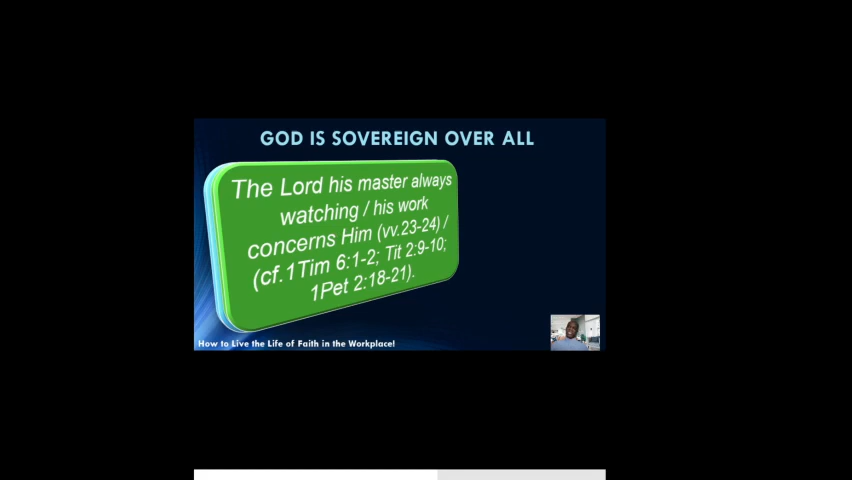 GOD IS SOVEREIGN OVER ALL
The Lord his master always
watching / his work
concerns Him (vv.23-24) /
(cf.1Tim 6:1-2; Tit 2:9-10;
1Pet 2:18-21).
How to Live the Life of Faith in the Workplace!